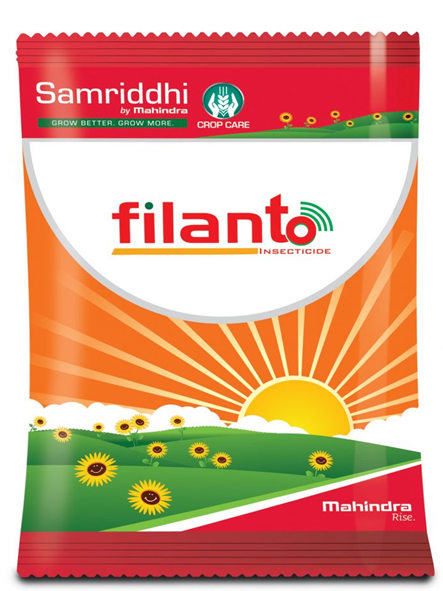 Samriddhi
by Mahindra
GROW BETTER. GROW MORE.
CROP CARE
filanto
INSECTICIDE
Mahindra
Rise.